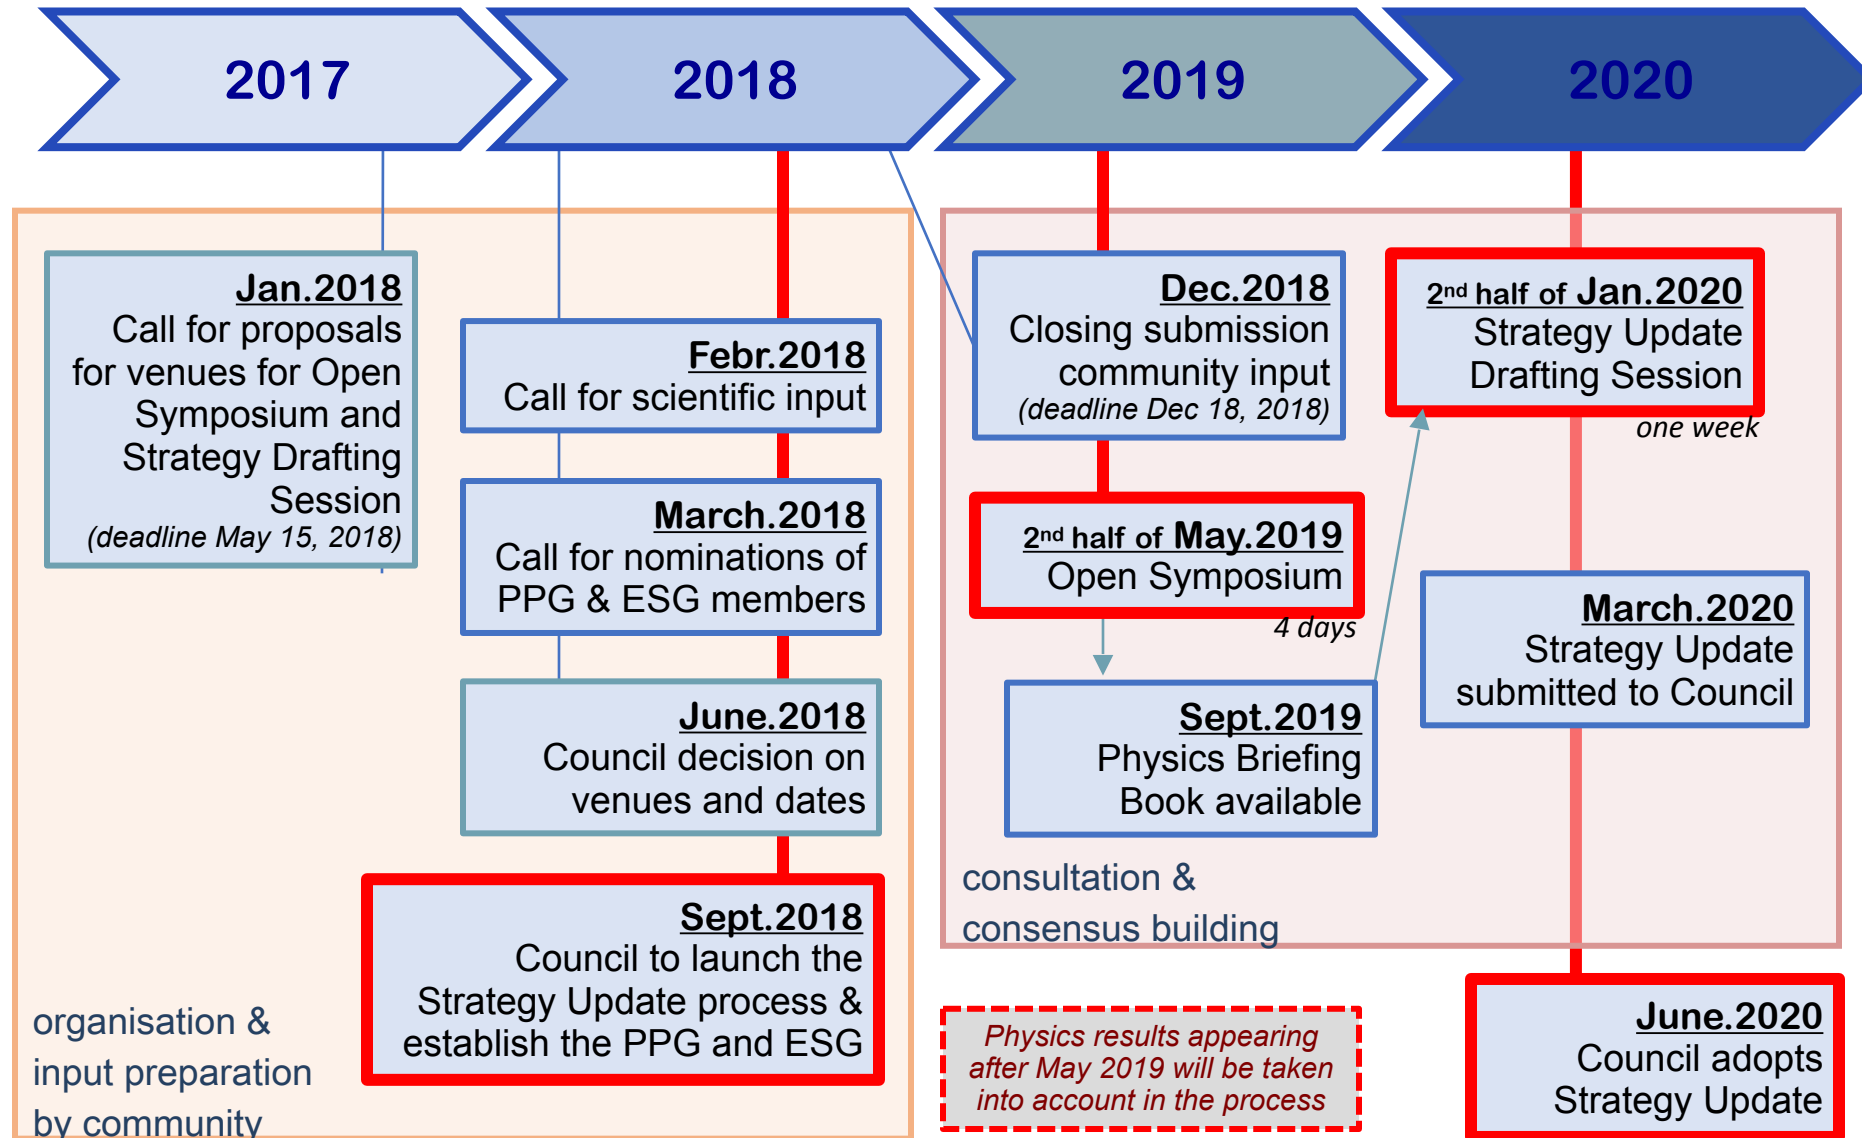 2017
2018
2019
2020
Jan.2018
Call for proposals
for venues for Open
Symposium and
Strategy Drafting
Session
(deadline May 15, 2018)
Febr.2018
Call for scientific input
March.2018
Call for nominations of
PPG & ESG members
June.2018
Council decision on
venues and dates
Sept.2018
Council to launch the
Strategy Update process &
establish the PPG and ESG
organisation &
input preparation
by community
Dec.2018
Closing submission
community input
(deadline Dec 18, 2018)
2nd half of May.2019
Open Symposium
4 days
Sept.2019
Physics Briefing
Book available
consultation &
consensus building
2nd half of Jan.2020
Strategy Update
Drafting Session
one week
March.2020
Strategy Update
submitted to Council
June.2020
Council adopts
Strategy Update
Physics results appearing
after May 2019 will be taken
into account in the process